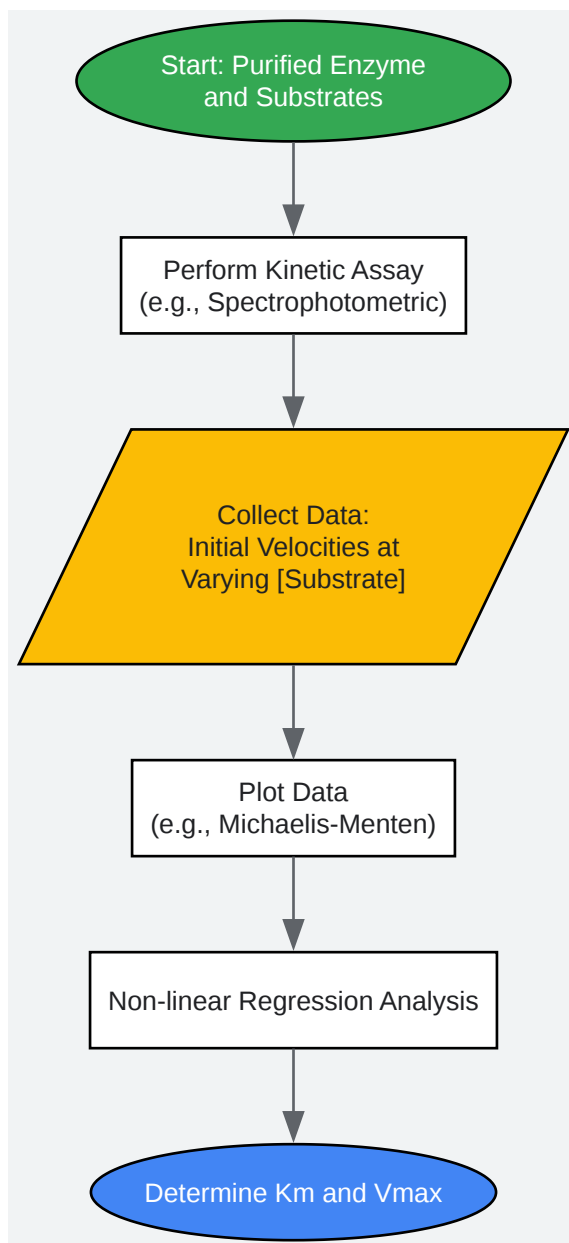 Start: Purified Enzyme
and Substrates
Perform Kinetic Assay
(e.g., Spectrophotometric)
Collect Data:
Initial Velocities at
Varying [Substrate]
Plot Data
(e.g., Michaelis-Menten)
Non-linear Regression Analysis
Determine Km and Vmax